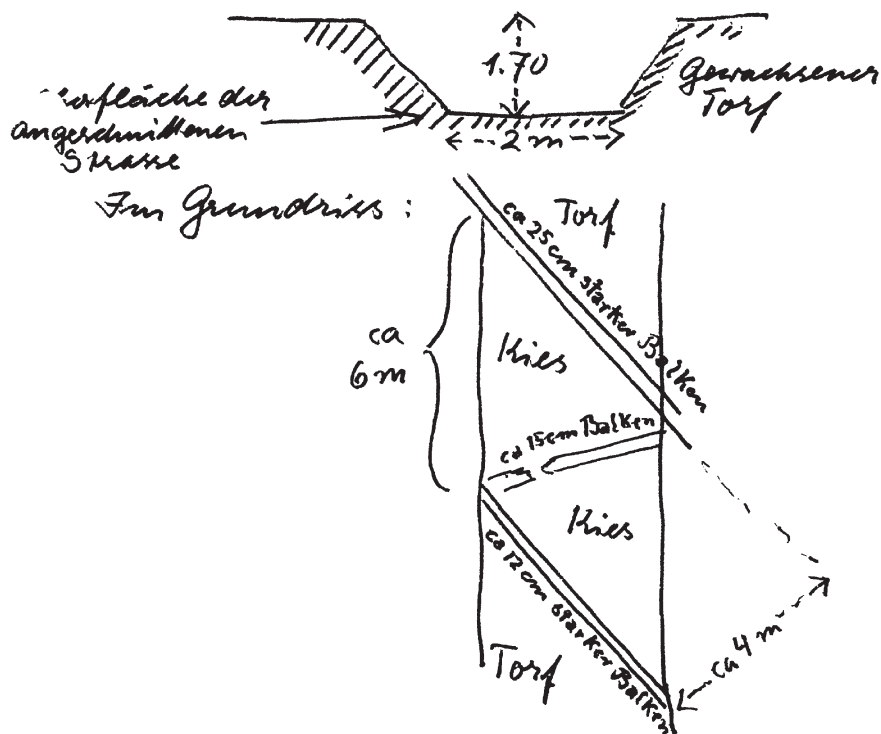 1.70
Gewachsener
Torf
der
angeschnittenen
Strasse
2 m
Im Grundriss:
Torf
ca 25 cm starker Balken
ca
6 m
Kies
ca 15 cm Balken
Kies
ca 12 cm starker Balken
ca 4 m
Torf